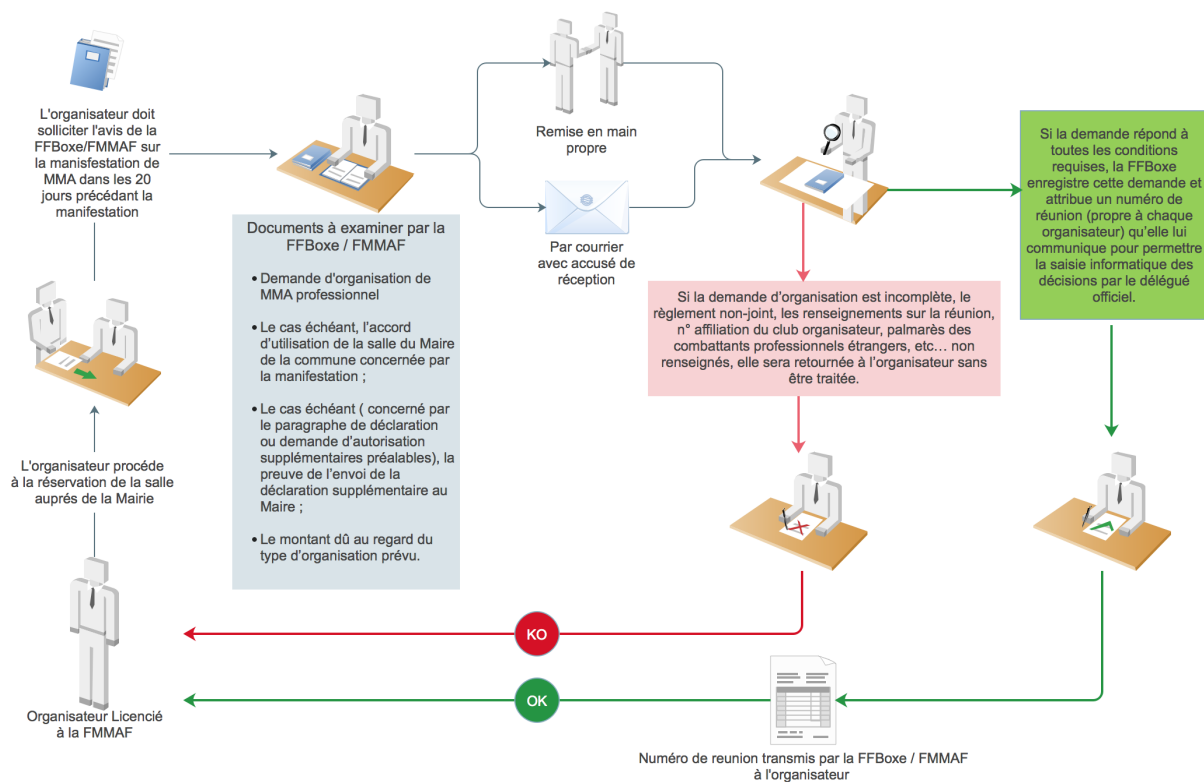 L'organisateur doit
solliciter l'avis de la
FFBoxe/FMMAF sur
la manisfestation de
MMA dans les 20
jours précédant la
manifestation
Remise en main
propre
Par courrier
avec accusé de
réception
Documents à examiner par la
FFBoxe / FMMAF
• Demande d'organisation de
MMA professionnel
• Le cas échéant, l'accord
d'utilisation de la salle du Maire
de la commune concernée par
la manifestation ;
• Le cas échéant ( concerné par
le paragraphe de déclaration
ou demande d'autorisation
supplémentaires préalables), la
preuve de l'envoi de la
déclaration supplémentaire au
Maire ;
• Le montant dû au regard du
type d'organisation prévu.
Si la demande répond à
toutes les conditions
requises, la FFBoxe
enregistre cette demande et
attribue un numéro de
réunion (propre à chaque
organisateur) qu'elle lui
communique pour permettre
la saisie informatique des
décisions par le délégué
officiel.
Si la demande d'organisation est incomplète, le
règlement non-joint, les renseignements sur la réunion,
n° affiliation du club organisateur, palmarès des
combattants professionnels étrangers, etc… non
renseignés, elle sera retournée à l'organisateur sans
être traitée.
L'organisateur procéde
à la réservation de la salle
auprés de la Mairie
Organisateur Licencié
à la FMMAF
KO
OK
Numéro de reunion transmis par la FFBoxe / FMMAF
à l'organisateur